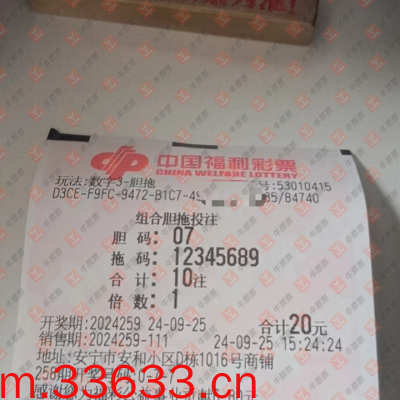 中国福利彩票
CHINA WELFARE LOTTERY
玩法:数字3-胆拖
号:53010415
D3CE-F9FC-9472-B1C7-4
85/84740
组合胆拖投注
胆码: 07
拖码: 12345689
合计: 10注
倍数: 1
开奖期:2024259 24-09-25
合计20元
销售期:2024259-111
24-09-25 15:24:24
地址:安宁市安和小区D栋1016号商铺
m.33633.cn